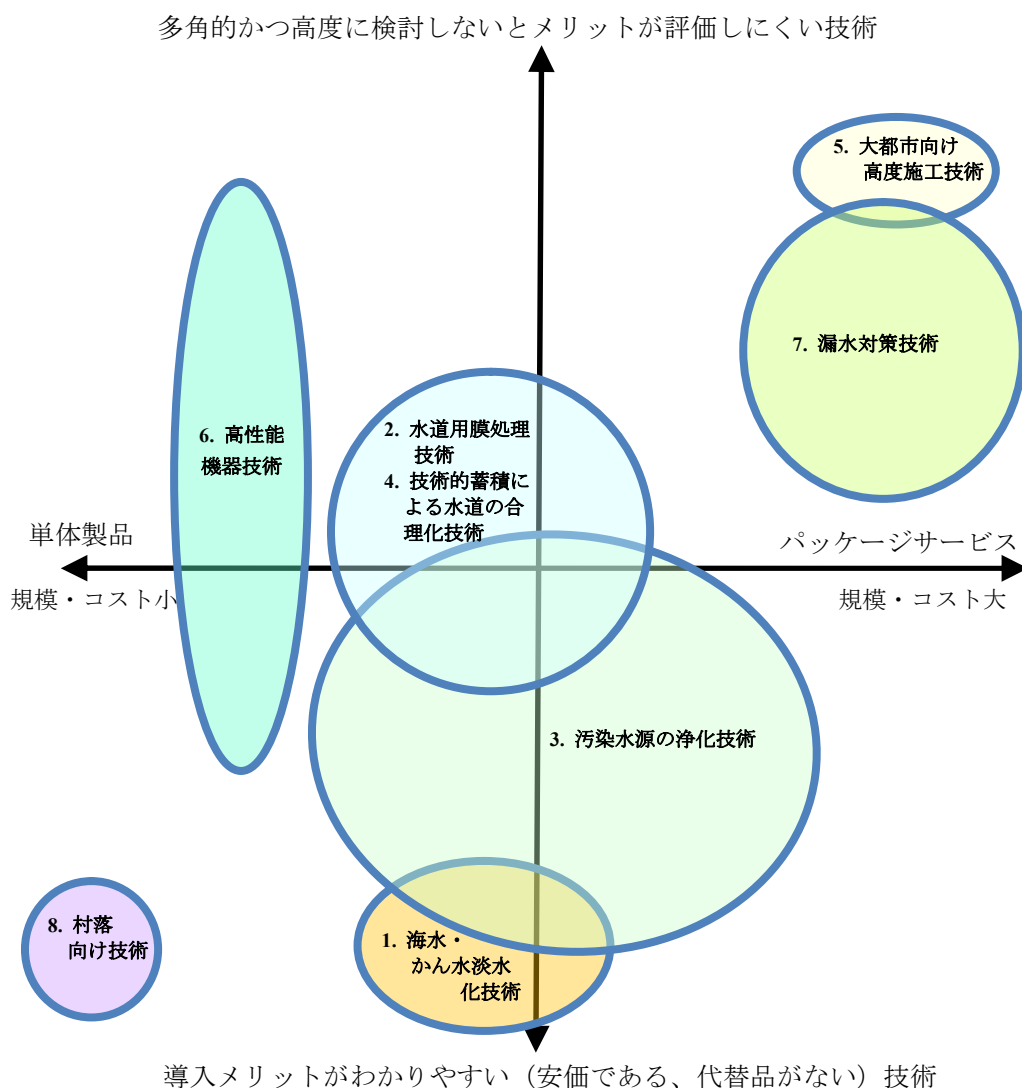 多角的かつ高度に検討しないとメリットが評価しにくい技術
5. 大都市向け
高度施工技術
7. 漏水対策技術
6. 高性能
機器技術
2. 水道用膜処理
技術
4. 技術的蓄積に
よる水道の合
理化技術
単体製品
パッケージサービス
規模・コスト小
規模・コスト大
3. 汚染水源の浄化技術
8. 村落
向け技術
1. 海水・
かん水淡水
化技術
導入メリットがわかりやすい（安価である、代替品がない）技術